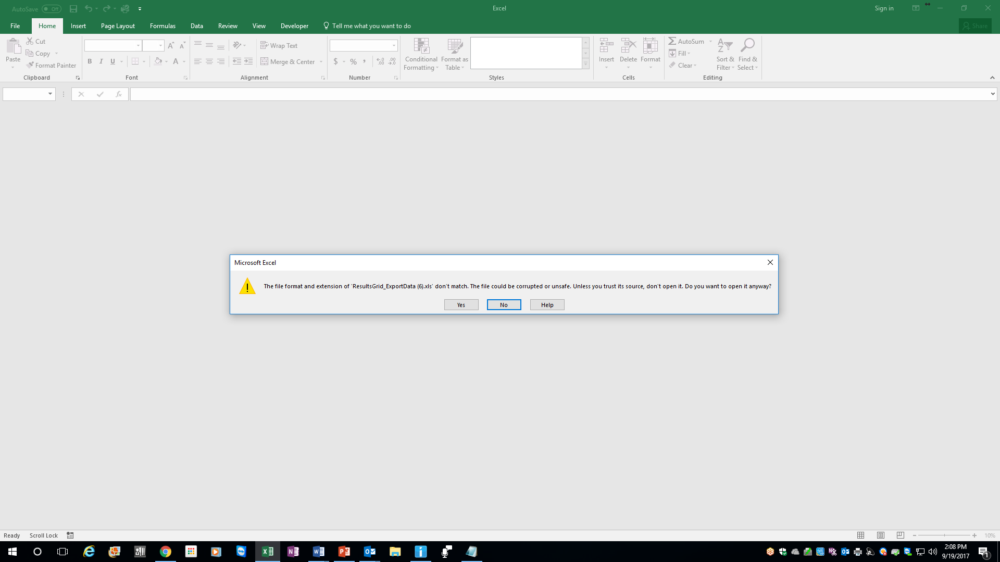 AutoSave Off
Excel
Sign in
File Home Insert Page Layout Formulas Data Review View Developer Tell me what you want to do Share
Paste
Cut
Copy
Format Painter
Clipboard
B I U
Font
Wrap Text
Merge & Center
Alignment
$ % ,
Number
Conditional
Formatting
Format as
Table
Styles
Insert
Delete
Format
Cells
AutoSum
Fill
Clear
Sort &
Filter
Find &
Select
Editing
fx
Microsoft Excel
The file format and extension of 'ResultsGrid_ExportData (6).xls' don't match. The file could be corrupted or unsafe. Unless you trust its source, don't open it. Do you want to open it anyway?
Yes No Help
Ready Scroll Lock
10%
2:08 PM
9/19/2017
1